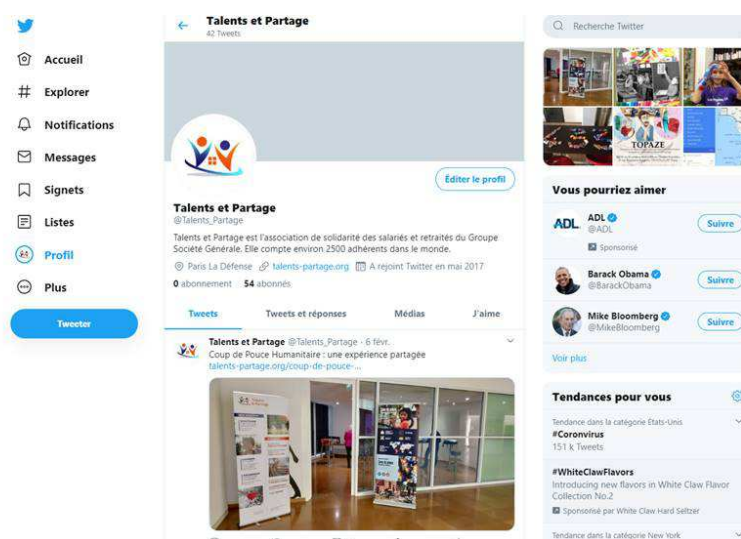 Accueil
Explorer
Notifications
Messages
Signets
Listes
Profil
Plus
Tweeter
Talents et Partage
42 Tweets
Éditer le profil
Talents et Partage
@Talents_Partage
Talents et Partage est l'association de solidarité des salariés et retraités du Groupe
Société Générale. Elle compte environ 2500 adhérents dans le monde.
Paris La Défense talents-partage.org A rejoint Twitter en mai 2017
0 abonnement 54 abonnés
Tweets Tweets et réponses Médias J'aime
Talents et Partage @Talents_Partage · 6 févr.
Coup de Pouce Humanitaire : une expérience partagée
talents-partage.org/coup-de-pouce-...
Recherche Twitter
TOPAZE
Vous pourriez aimer
ADL
ADL
@ADL
Sponsorisé
Suivre
Barack Obama
@BarackObama
Suivre
Mike Bloomberg
@MikeBloomberg
Suivre
Voir plus
Tendances pour vous
Tendance dans la catégorie États-Unis
#Coronvirus
151 k Tweets
#WhiteClawFlavors
Introducing new flavors in White Claw Flavor
Collection No.2
Sponsorisé par White Claw Hard Seltzer
Tendance dans la catégorie New York